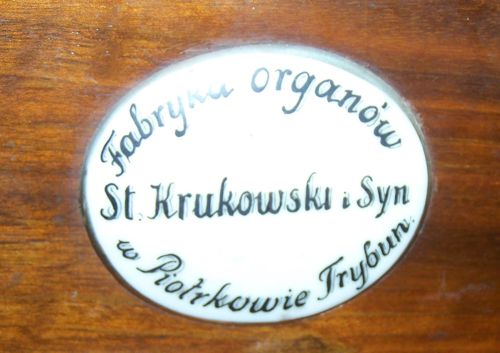 Fabryka organów
St. Krukowski i Syn
w Piotrkowie Trybun.